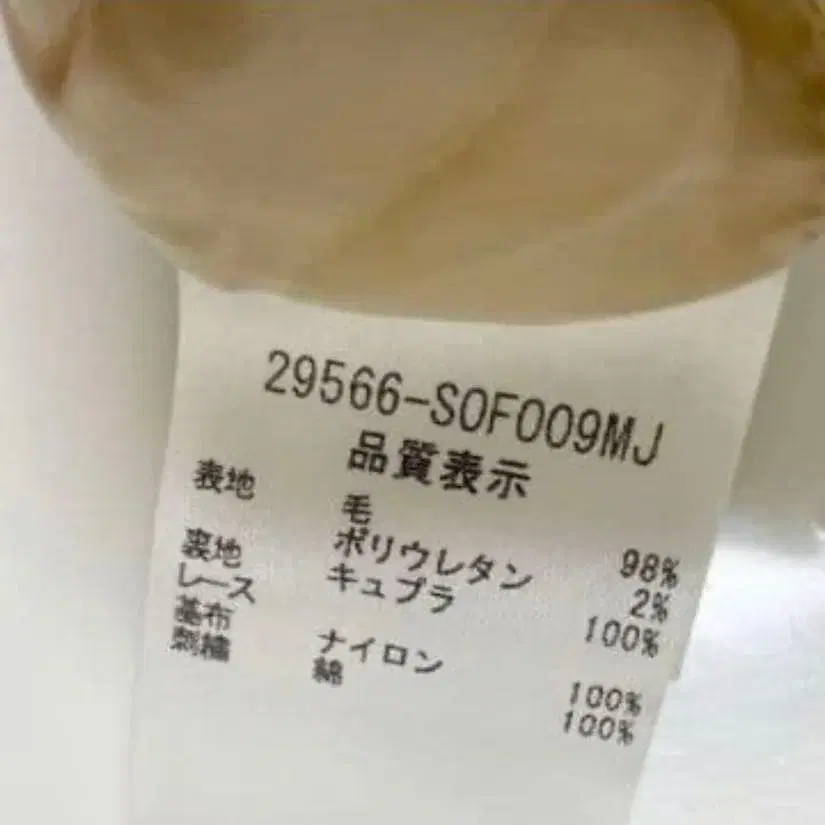 29566-SOF009MJ
品質表示
表地 毛 98%
ポリウレタン 2%
裏地 キュプラ 100%
レース
基布 ナイロン 100%
刺繍 綿 100%